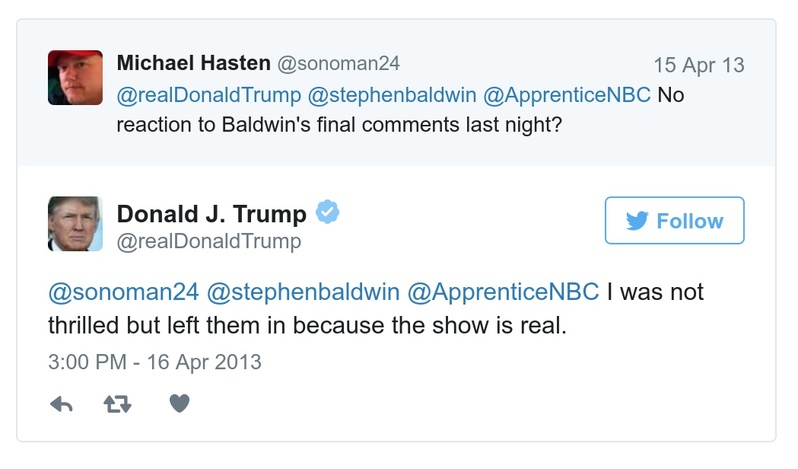 Michael Hasten @sonoman24 15 Apr 13
@realDonaldTrump @stephenbaldwin @ApprenticeNBC No
reaction to Baldwin's final comments last night?
Donald J. Trump
Follow
@realDonaldTrump
@sonoman24 @stephenbaldwin @ApprenticeNBC I was not
thrilled but left them in because the show is real.
3:00 PM - 16 Apr 2013